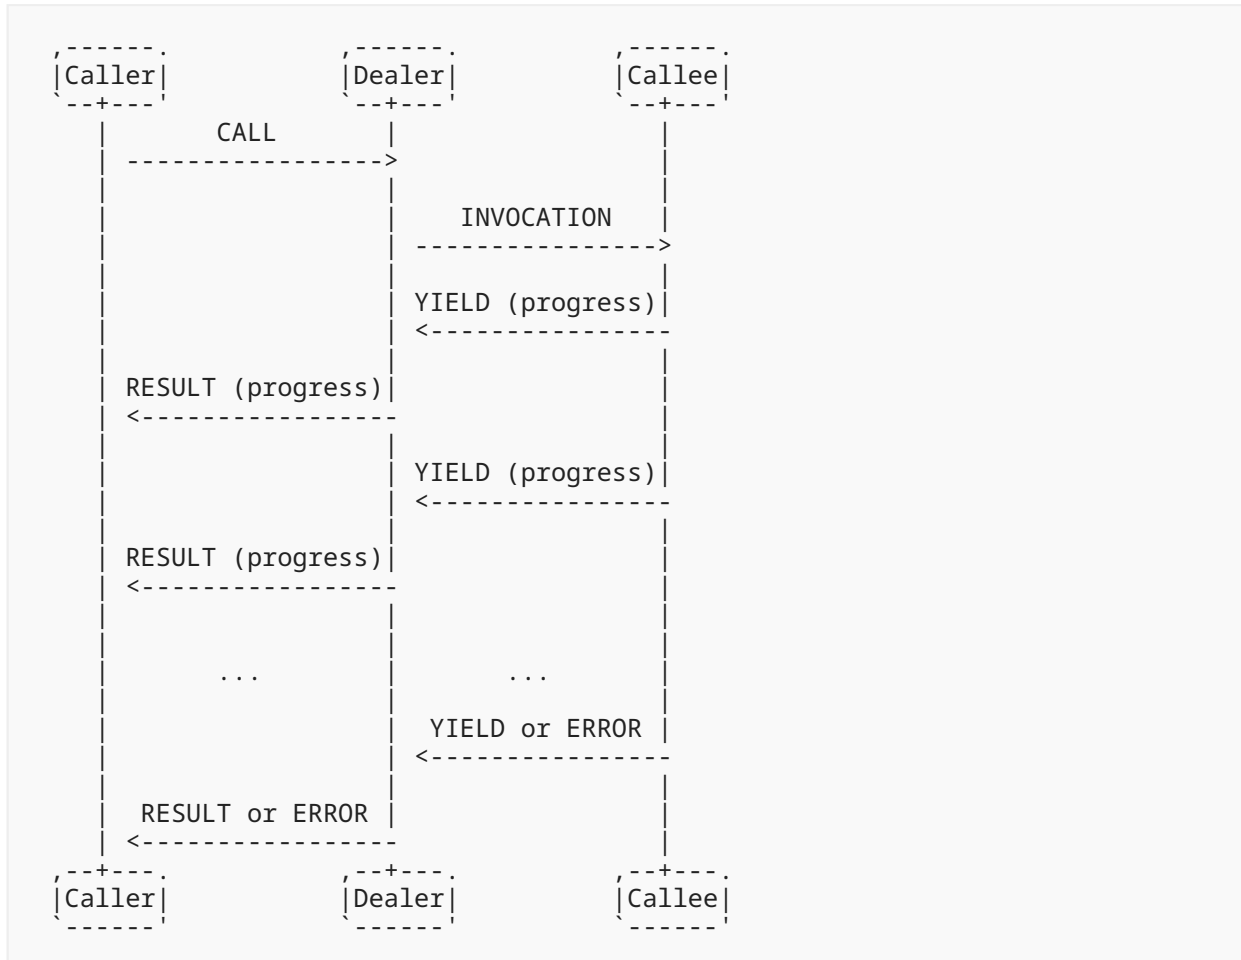 Caller Dealer Callee
CALL
INVOCATION
YIELD (progress)
RESULT (progress)
YIELD (progress)
RESULT (progress)
... ...
YIELD or ERROR
RESULT or ERROR
Caller Dealer Callee